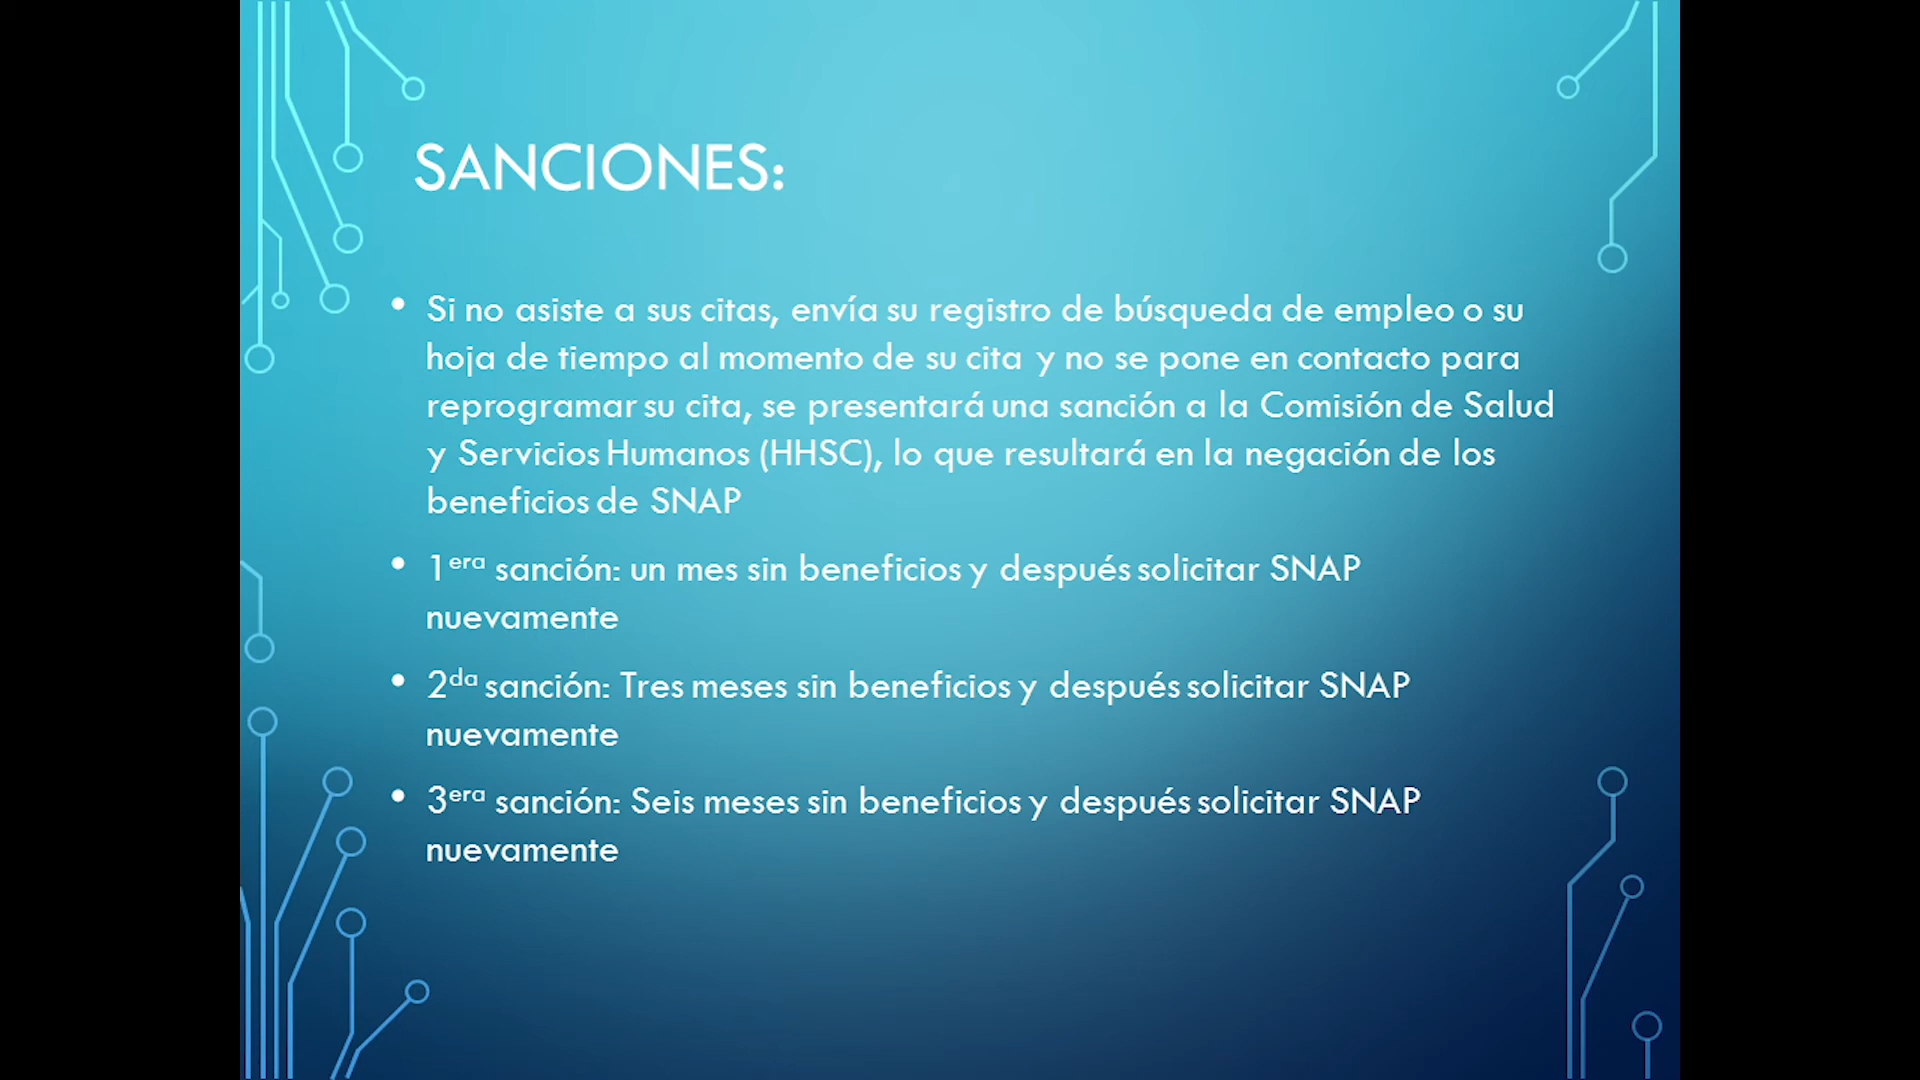 SANCIONES:
• Si no asiste a sus citas, envía su registro de búsqueda de empleo o su
hoja de tiempo al momento de su cita y no se pone en contacto para
reprogramar su cita, se presentará una sanción a la Comisión de Salud
y Servicios Humanos (HHSC), lo que resultará en la negación de los
beneficios de SNAP
• 1era sanción: un mes sin beneficios y después solicitar SNAP
nuevamente
• 2da sanción: Tres meses sin beneficios y después solicitar SNAP
nuevamente
• 3era sanción: Seis meses sin beneficios y después solicitar SNAP
nuevamente